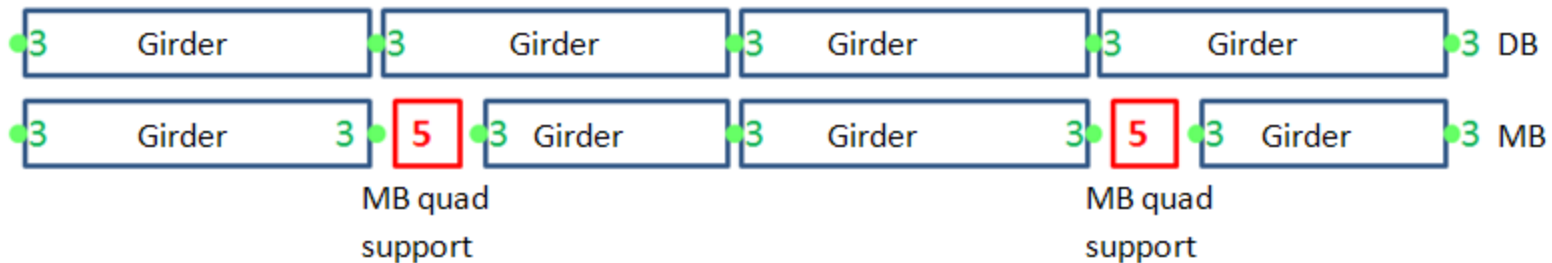 3 Girder 3 Girder 3 Girder 3 Girder 3 DB
3 Girder 3 5 3 Girder 3 Girder 3 5 3 Girder 3 MB
MB quad MB quad
support support